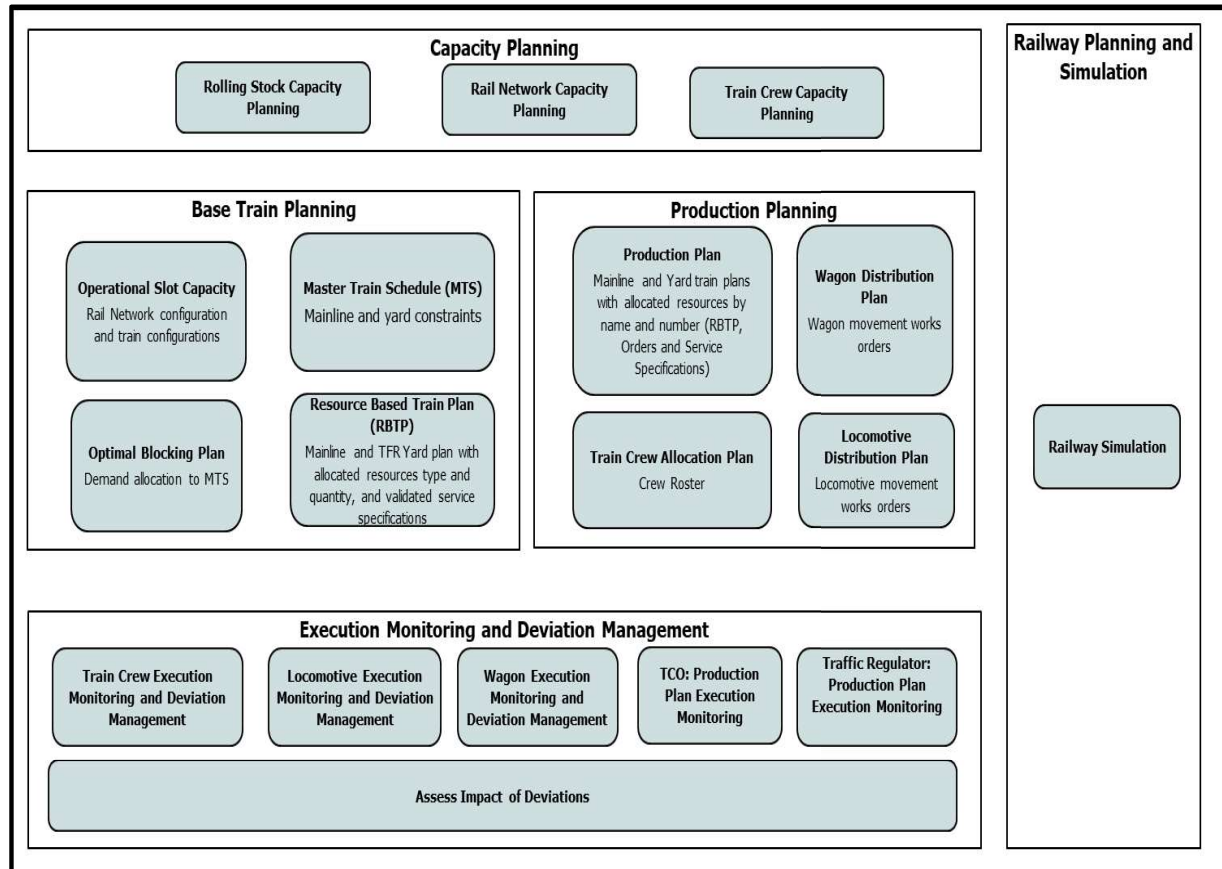 Capacity Planning
Rolling Stock Capacity
Planning
Rail Network Capacity
Planning
Train Crew Capacity
Planning
Railway Planning and
Simulation
Railway Simulation
Base Train Planning
Operational Slot Capacity
Rail Network configuration
and train configurations
Master Train Schedule (MTS)
Mainline and yard constraints
Optimal Blocking Plan
Demand allocation to MTS
Resource Based Train Plan
(RBTP)
Mainline and TFR Yard plan with
allocated resources type and
quantity, and validated service
specifications
Production Planning
Production Plan
Mainline and Yard train plans
with allocated resources by
name and number (RBTP,
Orders and Service
Specifications)
Wagon Distribution
Plan
Wagon movement works
orders
Train Crew Allocation Plan
Crew Roster
Locomotive
Distribution Plan
Locomotive movement
works orders
Execution Monitoring and Deviation Management
Train Crew Execution
Monitoring and Deviation
Management
Locomotive Execution
Monitoring and Deviation
Management
Wagon Execution
Monitoring and
Deviation Management
TCO: Production
Plan Execution
Monitoring
Traffic Regulator:
Production Plan
Execution Monitoring
Assess Impact of Deviations